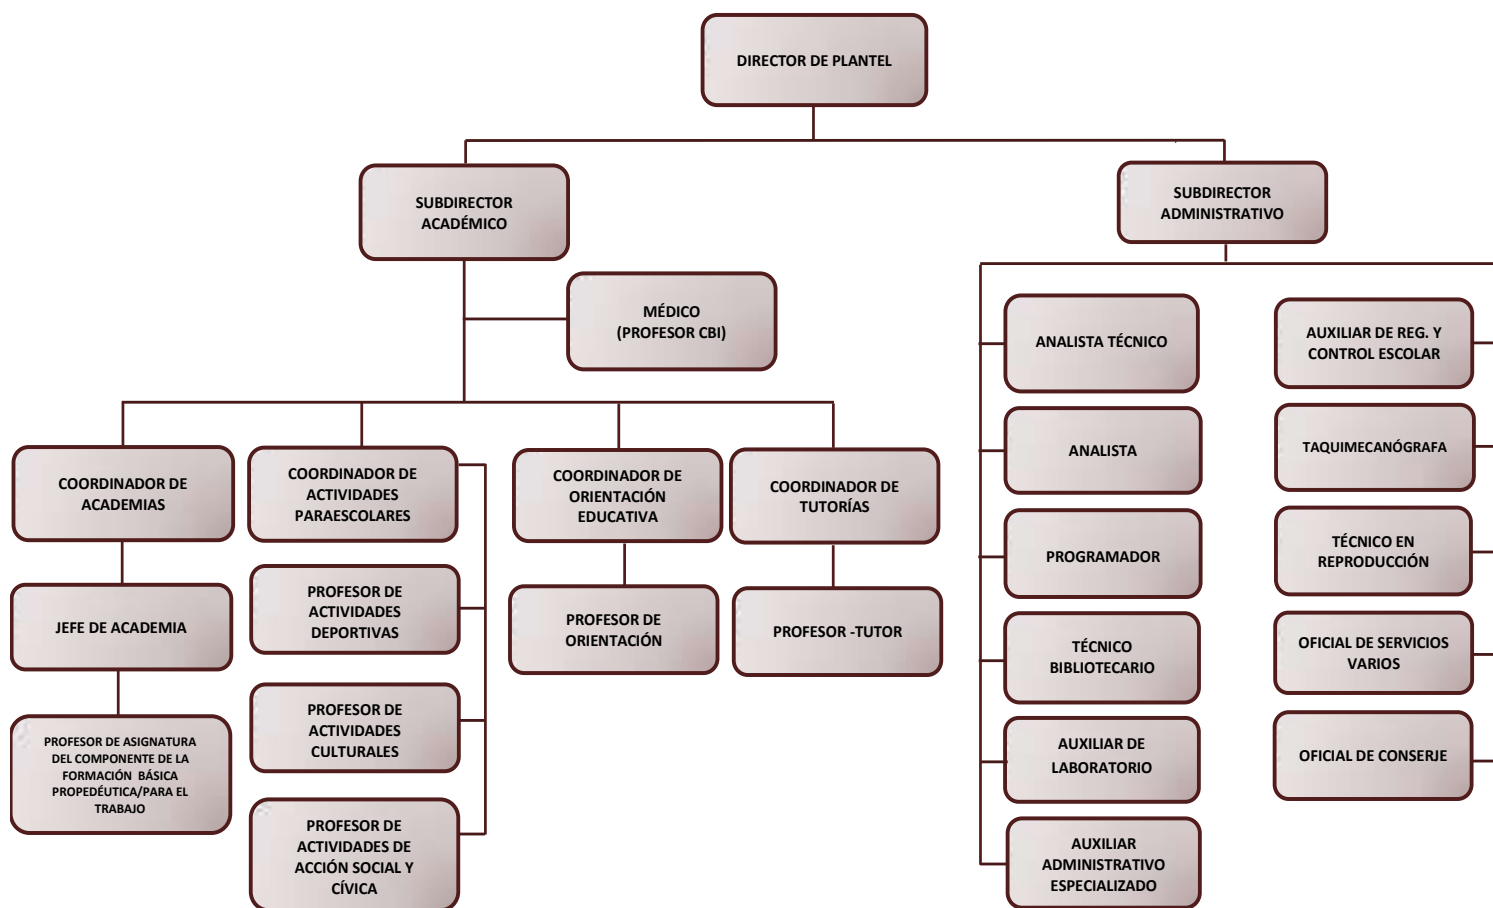 DIRECTOR DE PLANTEL
SUBDIRECTOR
ACADÉMICO
SUBDIRECTOR
ADMINISTRATIVO
MÉDICO
(PROFESOR CBI)
COORDINADOR DE
ACADEMIAS
COORDINADOR DE
ACTIVIDADES
PARAESCOLARES
COORDINADOR DE
ORIENTACIÓN
EDUCATIVA
COORDINADOR DE
TUTORÍAS
JEFE DE ACADEMIA
PROFESOR DE
ACTIVIDADES
DEPORTIVAS
PROFESOR DE
ORIENTACIÓN
PROFESOR -TUTOR
PROFESOR DE ASIGNATURA
DEL COMPONENTE DE LA
FORMACIÓN BÁSICA
PROPEDÉUTICA/PARA EL
TRABAJO
PROFESOR DE
ACTIVIDADES
CULTURALES
PROFESOR DE
ACTIVIDADES DE
ACCIÓN SOCIAL Y
CÍVICA
ANALISTA TÉCNICO
ANALISTA
PROGRAMADOR
TÉCNICO
BIBLIOTECARIO
AUXILIAR DE
LABORATORIO
AUXILIAR
ADMINISTRATIVO
ESPECIALIZADO
AUXILIAR DE REG. Y
CONTROL ESCOLAR
TAQUIMECANÓGRAFA
TÉCNICO EN
REPRODUCCIÓN
OFICIAL DE SERVICIOS
VARIOS
OFICIAL DE CONSERJE